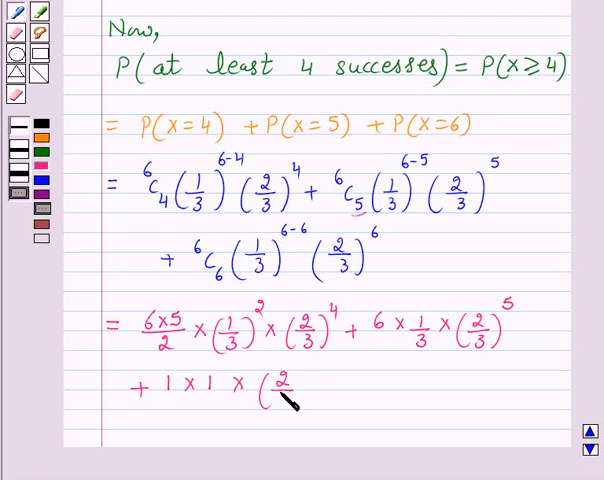 Now,
P( at least 4 successes) = P(X ≥ 4)
= P(X=4) + P(X=5) + P(X=6)
= ⁶C₄ (1/3)⁶⁻⁴ (2/3)⁴ + ⁶C₅ (1/3)⁶⁻⁵ (2/3)⁵
+ ⁶C₆ (1/3)⁶⁻⁶ (2/3)⁶
= 6×5/2 × (1/3)² × (2/3)⁴ + 6 × 1/3 × (2/3)⁵
+ 1 × 1 × (2/